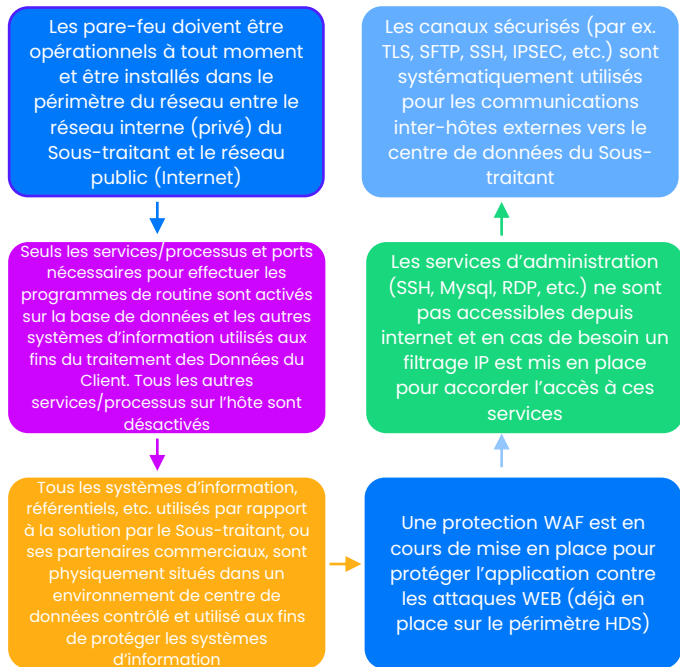 Les pare-feu doivent être
opérationnels à tout moment
et être installés dans le
périmètre du réseau entre le
réseau interne (privé) du
Sous-traitant et le réseau
public (Internet)
Seuls les services/processus et ports
nécessaires pour effectuer les
programmes de routine sont activés
sur la base de données et les autres
systèmes d'information utilisés aux
fins du traitement des Données du
Client. Tous les autres
services/processus sur l'hôte sont
désactivés
Tous les systèmes d'information,
référentiels, etc. utilisés par rapport
à la solution par le Sous-traitant, ou
ses partenaires commerciaux, sont
physiquement situés dans un
environnement de centre de
données contrôlé et utilisé aux fins
de protéger les systèmes
d'information
Une protection WAF est en
cours de mise en place pour
protéger l'application contre
les attaques WEB (déjà en
place sur le périmètre HDS)
Les services d'administration
(SSH, Mysql, RDP, etc.) ne sont
pas accessibles depuis
internet et en cas de besoin un
filtrage IP est mis en place
pour accorder l'accès à ces
services
Les canaux sécurisés (par ex.
TLS, SFTP, SSH, IPSEC, etc.) sont
systématiquement utilisés
pour les communications
inter-hôtes externes vers le
centre de données du Sous-
traitant